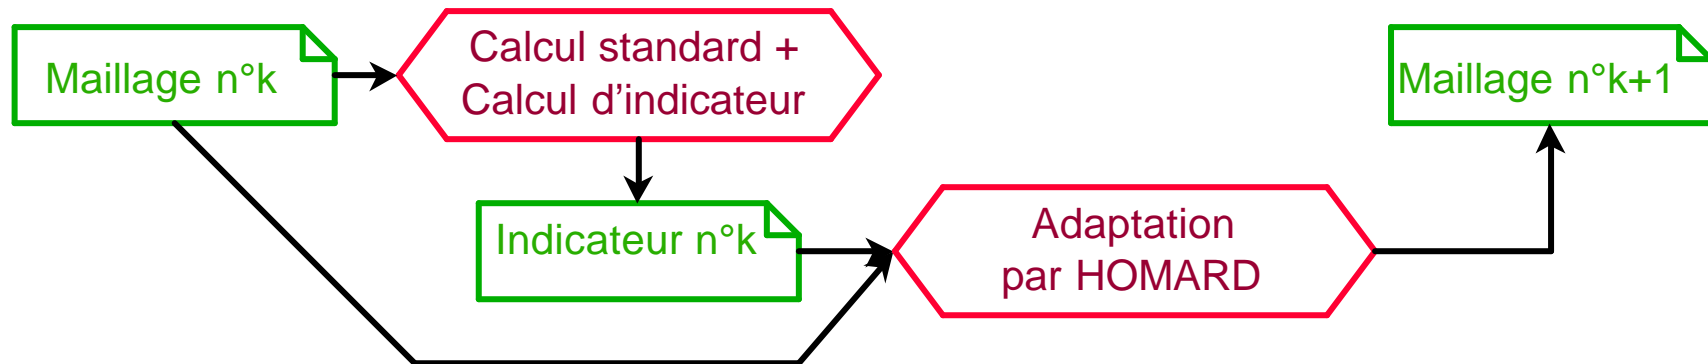 Maillage n°k
Calcul standard +
Calcul d’indicateur
Maillage n°k+1
Indicateur n°k
Adaptation
par HOMARD